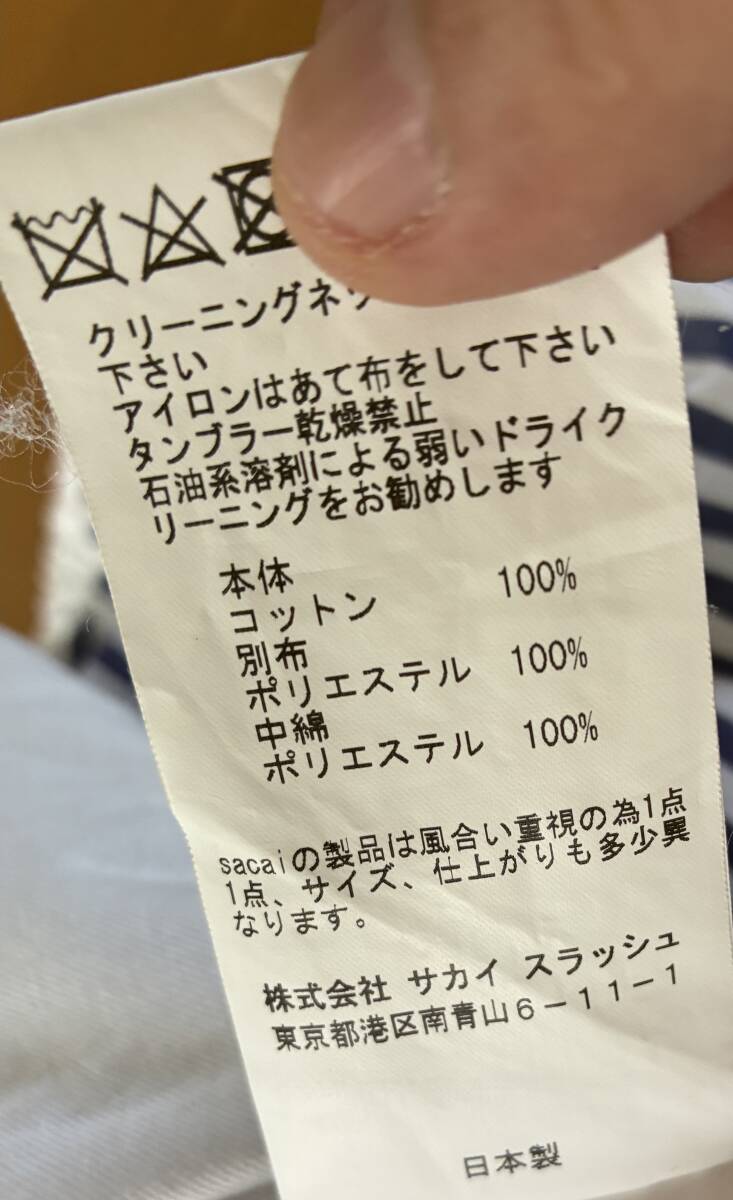 クリーニングネッ
下さい
アイロンはあて布をして下さい
タンブラー乾燥禁止
石油系溶剤による弱いドライク
リーニングをお勧めします
本体
コットン 100%
別布
ポリエステル 100%
中綿
ポリエステル 100%
sacaiの製品は風合い重視の為1点
1点、サイズ、仕上がりも多少異
なります。
株式会社 サカイ スラッシュ
東京都港区南青山6-11-1
日本製